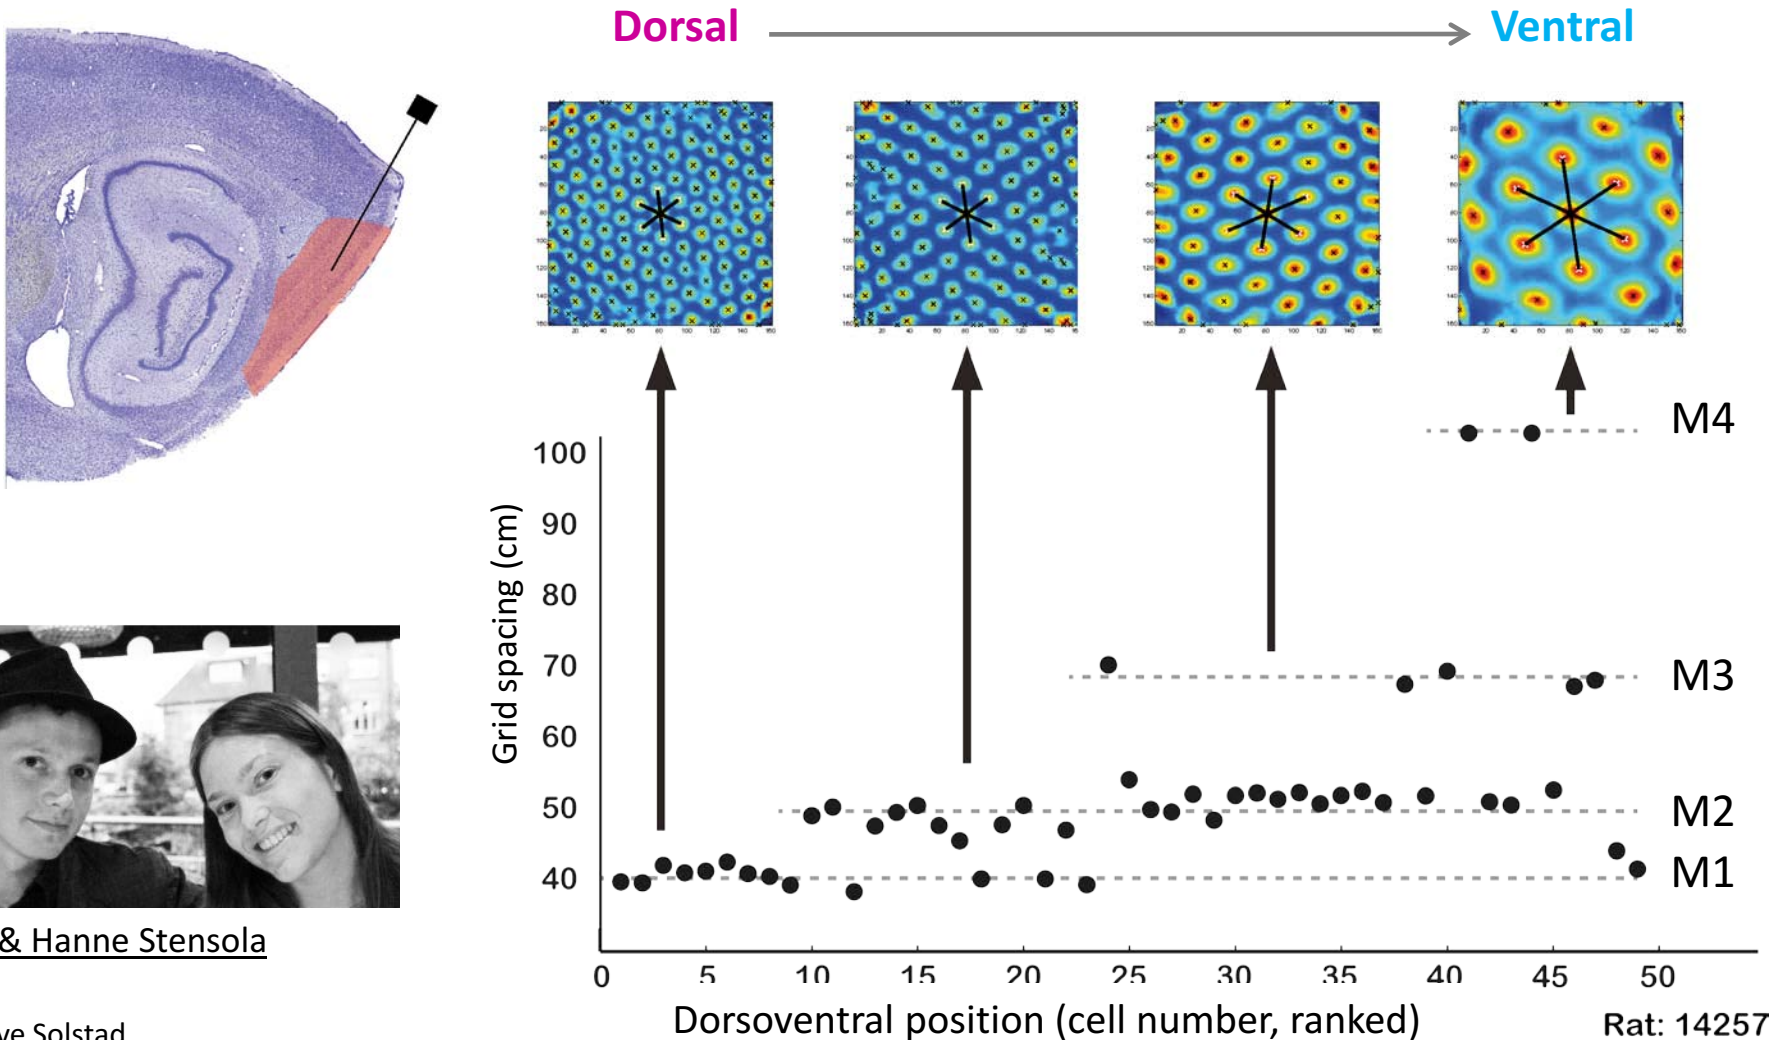 Dorsal
Ventral
M4
M3
M2
M1
100
90
80
70
60
50
40
Grid spacing (cm)
0 5 10 15 20 25 30 35 40 45 50
Dorsoventral position (cell number, ranked)
Rat: 14257
& Hanne Stensola
Solstad